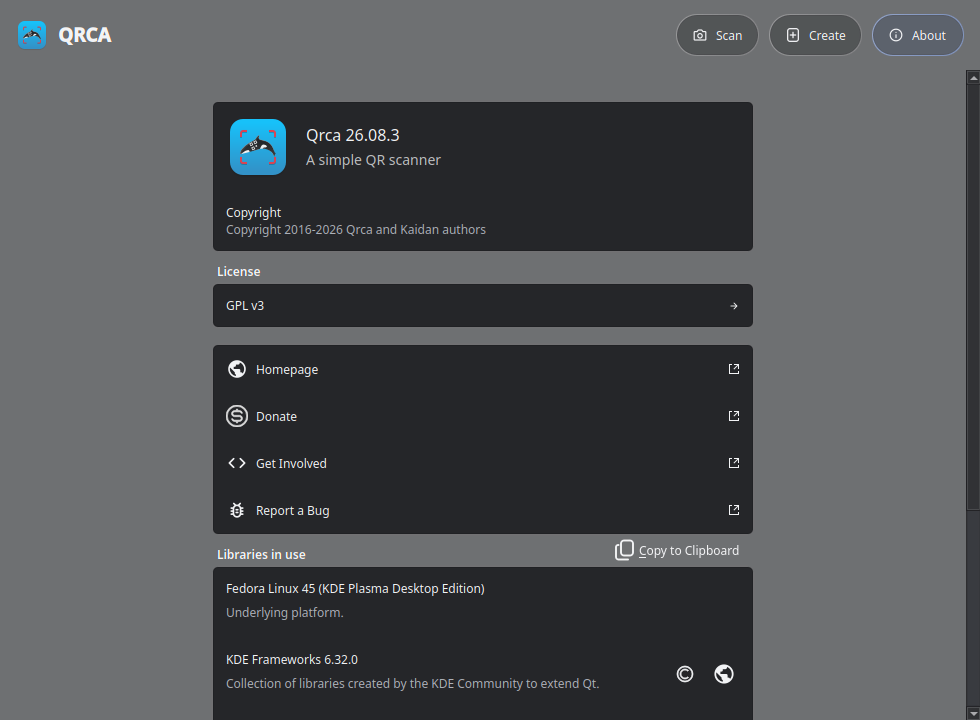 QRCA
Scan
Create
About
Qrca 26.08.3
A simple QR scanner
Copyright
Copyright 2016-2026 Qrca and Kaidan authors
License
GPL v3
Homepage
Donate
Get Involved
Report a Bug
Libraries in use
Copy to Clipboard
Fedora Linux 45 (KDE Plasma Desktop Edition)
Underlying platform.
KDE Frameworks 6.32.0
Collection of libraries created by the KDE Community to extend Qt.